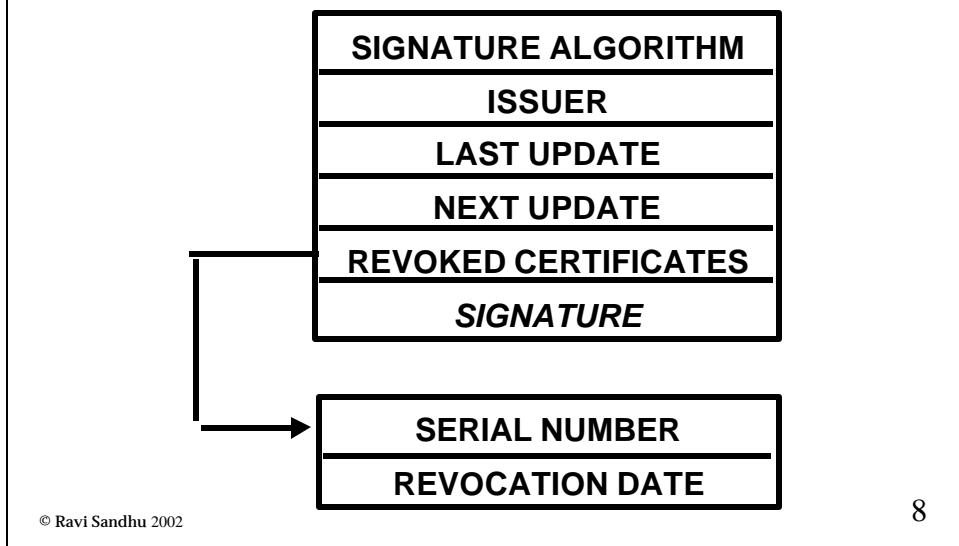 SIGNATURE ALGORITHM
ISSUER
LAST UPDATE
NEXT UPDATE
REVOKED CERTIFICATES
SIGNATURE
SERIAL NUMBER
REVOCATION DATE
© Ravi Sandhu 2002
8